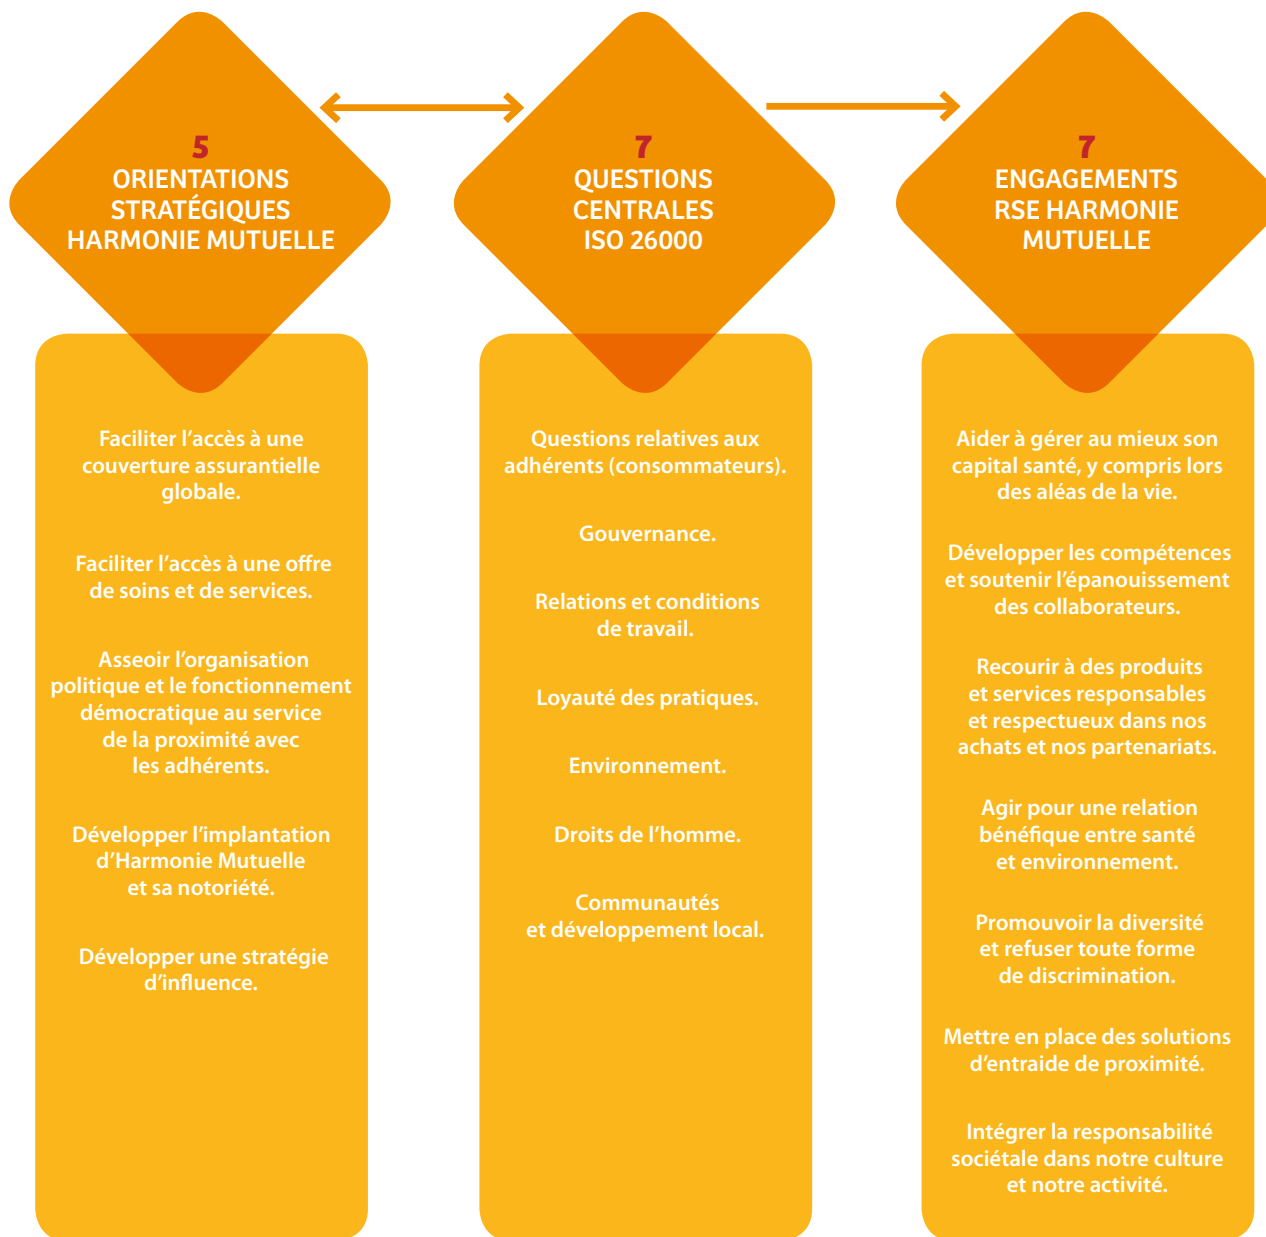 5
ORIENTATIONS
STRATÉGIQUES
HARMONIE MUTUELLE
Faciliter l’accès à une
couverture assurantielle
globale.
Faciliter l’accès à une offre
de soins et de services.
Asseoir l’organisation
politique et le fonctionnement
démocratique au service
de la proximité avec
les adhérents.
Développer l’implantation
d’Harmonie Mutuelle
et sa notoriété.
Développer une stratégie
d’influence.
7
QUESTIONS
CENTRALES
ISO 26000
Questions relatives aux
adhérents (consommateurs).
Gouvernance.
Relations et conditions
de travail.
Loyauté des pratiques.
Environnement.
Droits de l’homme.
Communautés
et développement local.
7
ENGAGEMENTS
RSE HARMONIE
MUTUELLE
Aider à gérer au mieux son
capital santé, y compris lors
des aléas de la vie.
Développer les compétences
et soutenir l’épanouissement
des collaborateurs.
Recourir à des produits
et services responsables
et respectueux dans nos
achats et nos partenariats.
Agir pour une relation
bénéfique entre santé
et environnement.
Promouvoir la diversité
et refuser toute forme
de discrimination.
Mettre en place des solutions
d’entraide de proximité.
Intégrer la responsabilité
sociétale dans notre culture
et notre activité.